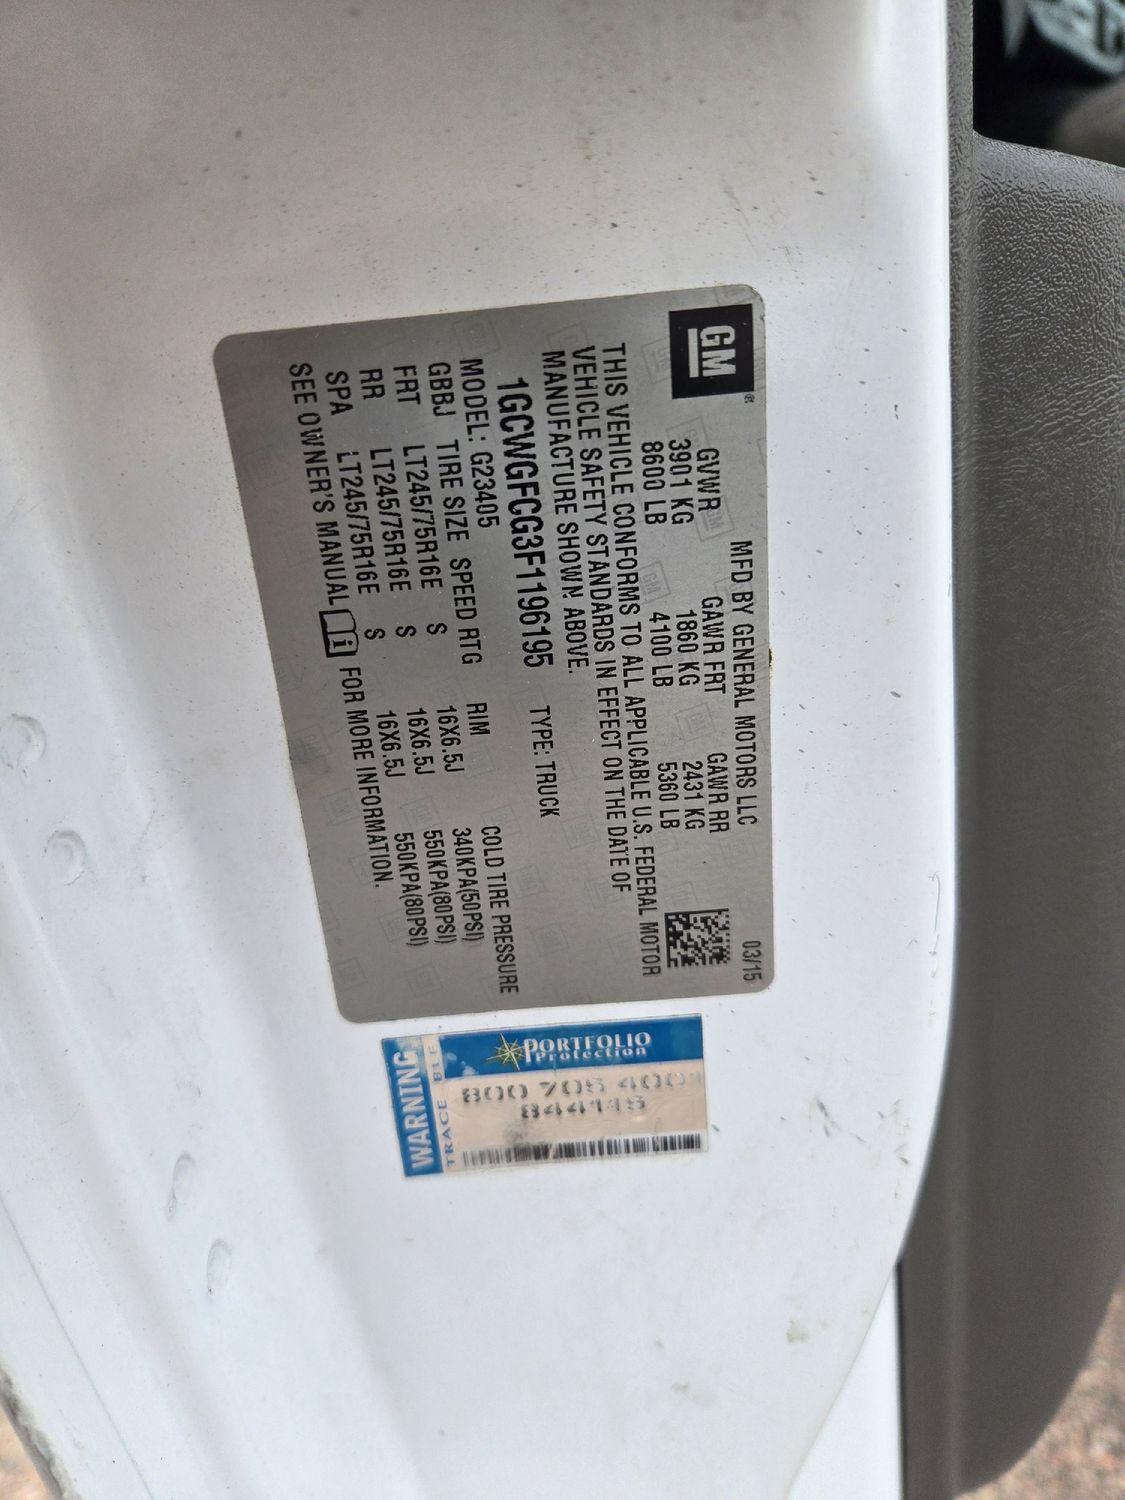 GM
MFD BY GENERAL MOTORS LLC
03/15
GVWR GAWR FRT GAWR RR
3901 KG 1860 KG 2431 KG
8600 LB 4100 LB 5360 LB
THIS VEHICLE CONFORMS TO ALL APPLICABLE U.S. FEDERAL MOTOR
VEHICLE SAFETY STANDARDS IN EFFECT ON THE DATE OF
MANUFACTURE SHOWN ABOVE.
1GCWGFCG3F1196195 TYPE: TRUCK
MODEL: G23405
GBBJ TIRE SIZE SPEED RTG RIM COLD TIRE PRESSURE
FRT LT245/75R16E S 16X6.5J 340KPA(50PSI)
RR LT245/75R16E S 16X6.5J 550KPA(80PSI)
SPA LT245/75R16E S 16X6.5J 550KPA(80PSI)
SEE OWNER'S MANUAL FOR MORE INFORMATION.
PORTFOLIO
Protection
800 705 4001
WARNING
TRACE